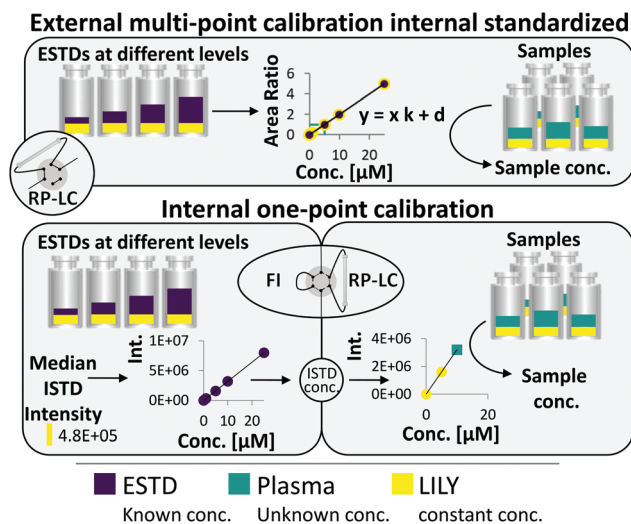 External multi-point calibration internal standardized
ESTDs at different levels
Area Ratio
6
4
2
0
0
10
20
Conc. [µM]
y = x k + d
Samples
Sample conc.
RP-LC
Internal one-point calibration
ESTDs at different levels
FI
RP-LC
Samples
Median
ISTD
Intensity
4.8E+05
Int.
1E+07
5E+06
0E+00
0
10
20
Conc. [µM]
ISTD
conc.
Int.
4E+06
2E+06
0E+00
0
10
20
Conc. [µM]
Sample
conc.
ESTD
Plasma
LILY
Known conc.
Unknown conc.
constant conc.